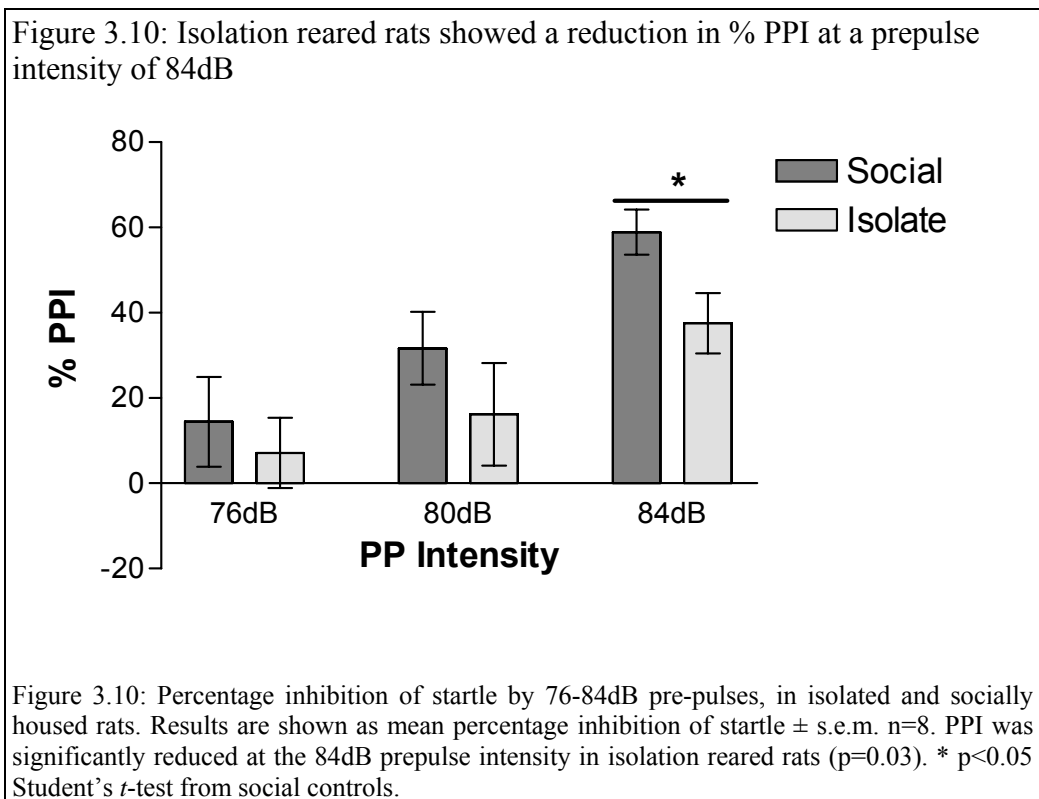 Figure 3.10: Isolation reared rats showed a reduction in % PPI at a prepulse
intensity of 84dB
80
60
40
20
0
-20
% PPI
*
Social
Isolate
76dB
80dB
84dB
PP Intensity
Figure 3.10: Percentage inhibition of startle by 76-84dB pre-pulses, in isolated and socially
housed rats. Results are shown as mean percentage inhibition of startle ± s.e.m. n=8. PPI was
significantly reduced at the 84dB prepulse intensity in isolation reared rats (p=0.03). * p<0.05
Student’s t-test from social controls.